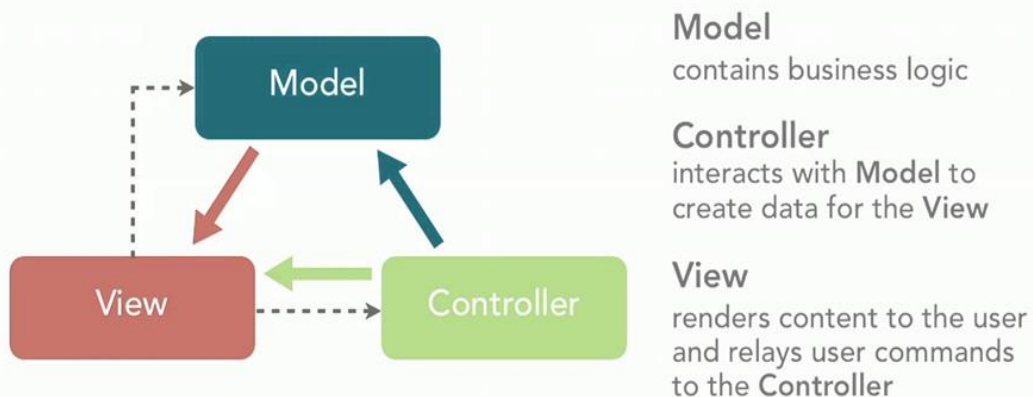 Model
View
Controller
Model
contains business logic
Controller
interacts with Model to
create data for the View
View
renders content to the user
and relays user commands
to the Controller